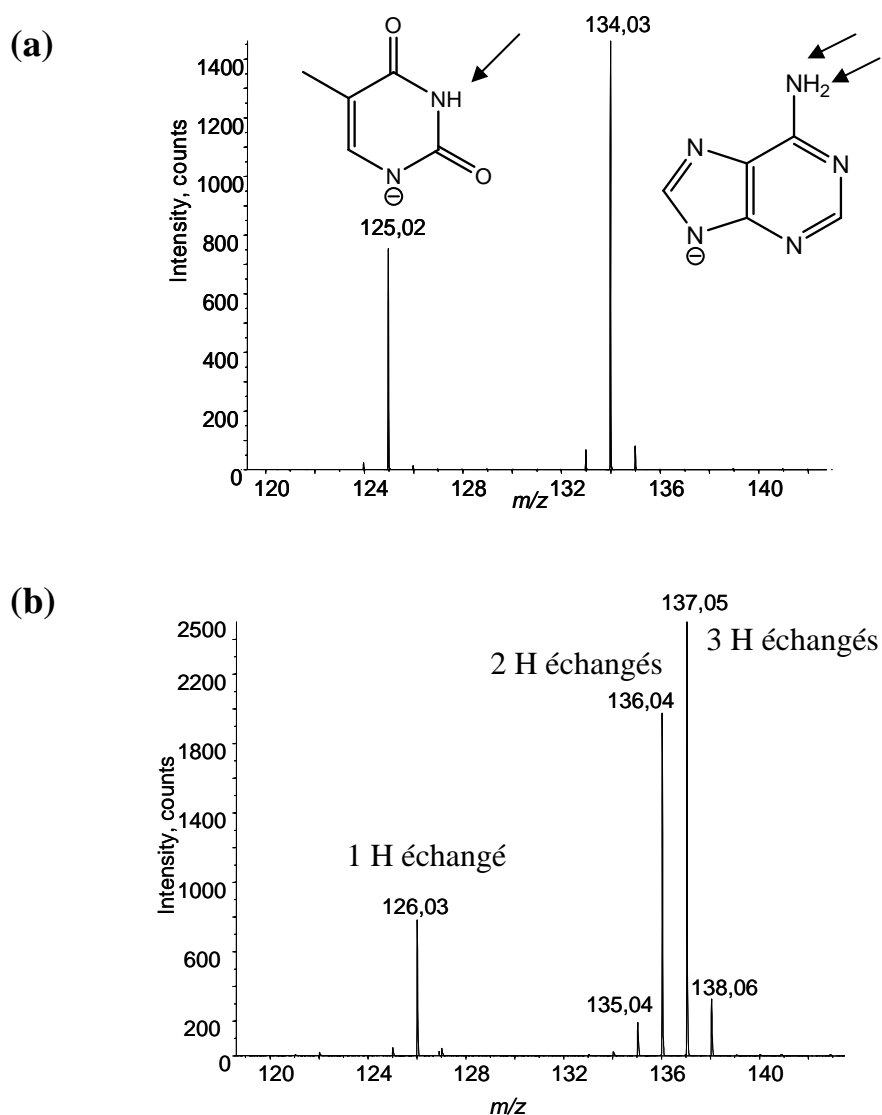 (a)
134,03
1400
1200
1000
800
600
400
200
0
Intensity, counts
O
NH
N
O
⊖
125,02
NH2
N
N
N
N
⊖
120
124
128
132
136
140
m/z
(b)
137,05
3 H échangés
2 H échangés
136,04
1 H échangé
126,03
135,04
138,06
2500
2200
1800
1400
1000
600
200
Intensity, counts
120
124
128
132
136
140
m/z